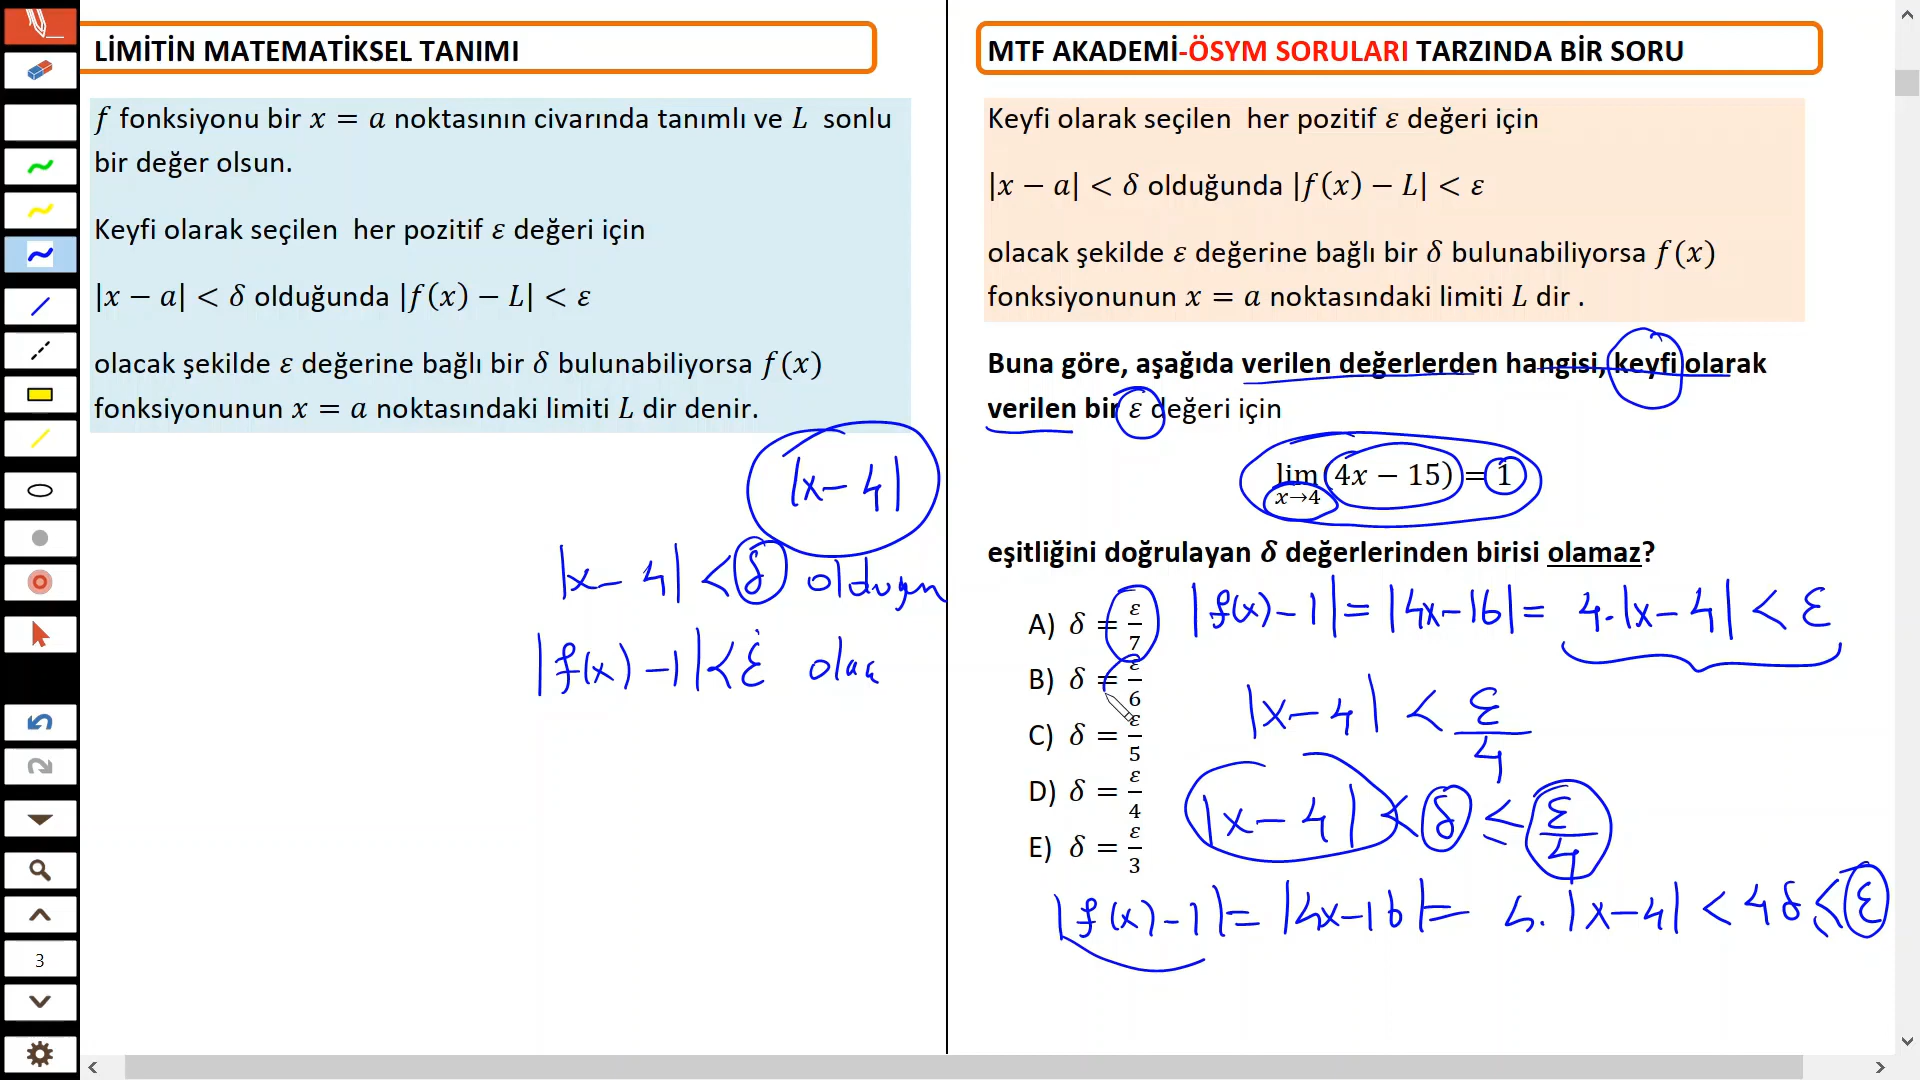 LİMİTİN MATEMATİKSEL TANIMI
f fonksiyonu bir x = a noktasının civarında tanımlı ve L sonlu
bir değer olsun.
Keyfi olarak seçilen her pozitif ε değeri için
|x − a| < δ olduğunda |f(x) − L| < ε
olacak şekilde ε değerine bağlı bir δ bulunabiliyorsa f(x)
fonksiyonunun x = a noktasındaki limiti L dir denir.
|x − 4|
|x − 4| < δ olduğun
|f(x) − 1| < ε olac
MTF AKADEMİ-ÖSYM SORULARI TARZINDA BİR SORU
Keyfi olarak seçilen her pozitif ε değeri için
|x − a| < δ olduğunda |f(x) − L| < ε
olacak şekilde ε değerine bağlı bir δ bulunabiliyorsa f(x)
fonksiyonunun x = a noktasındaki limiti L dir .
Buna göre, aşağıda verilen değerlerden hangisi, keyfi olarak
verilen bir ε değeri için
lim x→4 (4x − 15) = 1
eşitliğini doğrulayan δ değerlerinden birisi olamaz?
A) δ = ε/7
B) δ = ε/6
C) δ = ε/5
D) δ = ε/4
E) δ = ε/3
|f(x) − 1| = |4x − 16| = 4.|x − 4| < ε
|x − 4| < ε/4
|x − 4| < δ ≤ ε/4
|f(x) − 1| = |4x − 16| = 4.|x − 4| < 4δ ≤ ε
3